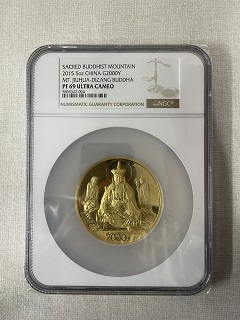 SACRED BUDDHIST MOUNTAIN
2015 5oz CHINA G2000Y
MT. JIUHUA-DIZANG BUDDHA
PF 69 ULTRA CAMEO
NUMISMATIC GUARANTY CORPORATION
NGC